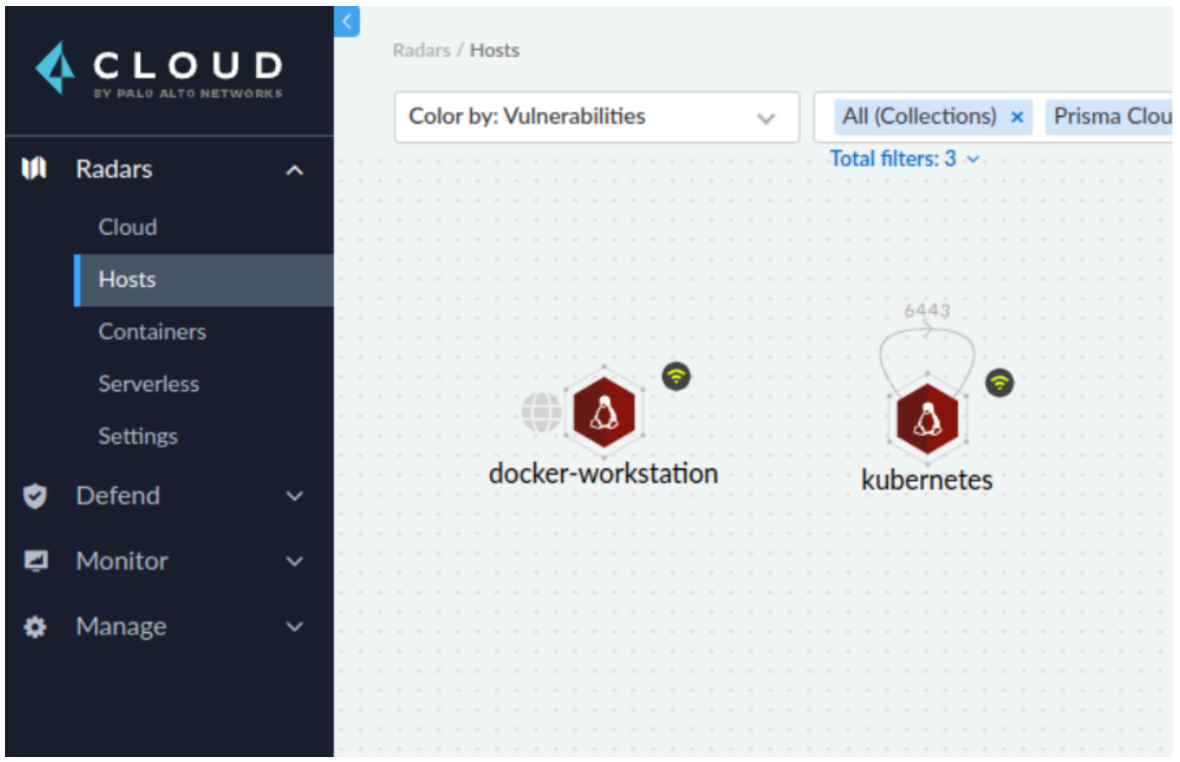 CLOUD
BY PALO ALTO NETWORKS
Radars
Cloud
Hosts
Containers
Serverless
Settings
Defend
Monitor
Manage
Radars / Hosts
Color by: Vulnerabilities
All (Collections) × Prisma Clou
Total filters: 3
6443
docker-workstation
kubernetes